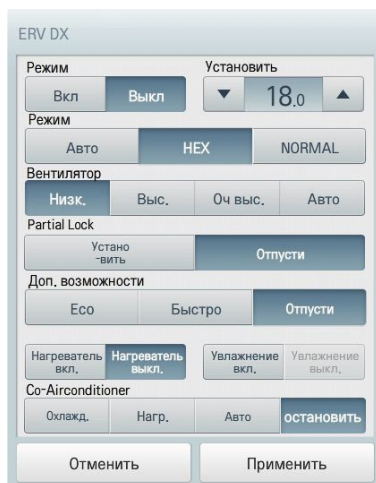 ERV DX
Режим Установить
Вкл Выкл ▼ 18.0 ▲
Режим
Авто HEX NORMAL
Вентилятор
Низк. Выс. Оч выс. Авто
Partial Lock
Устано
-вить Отпусти
Доп. возможности
Eco Быстро Отпусти
Нагреватель Нагреватель Увлажнение Увлажнение
вкл. выкл. вкл. выкл.
Co-Airconditioner
Охлажд. Нагр. Авто остановить
Отменить Применить